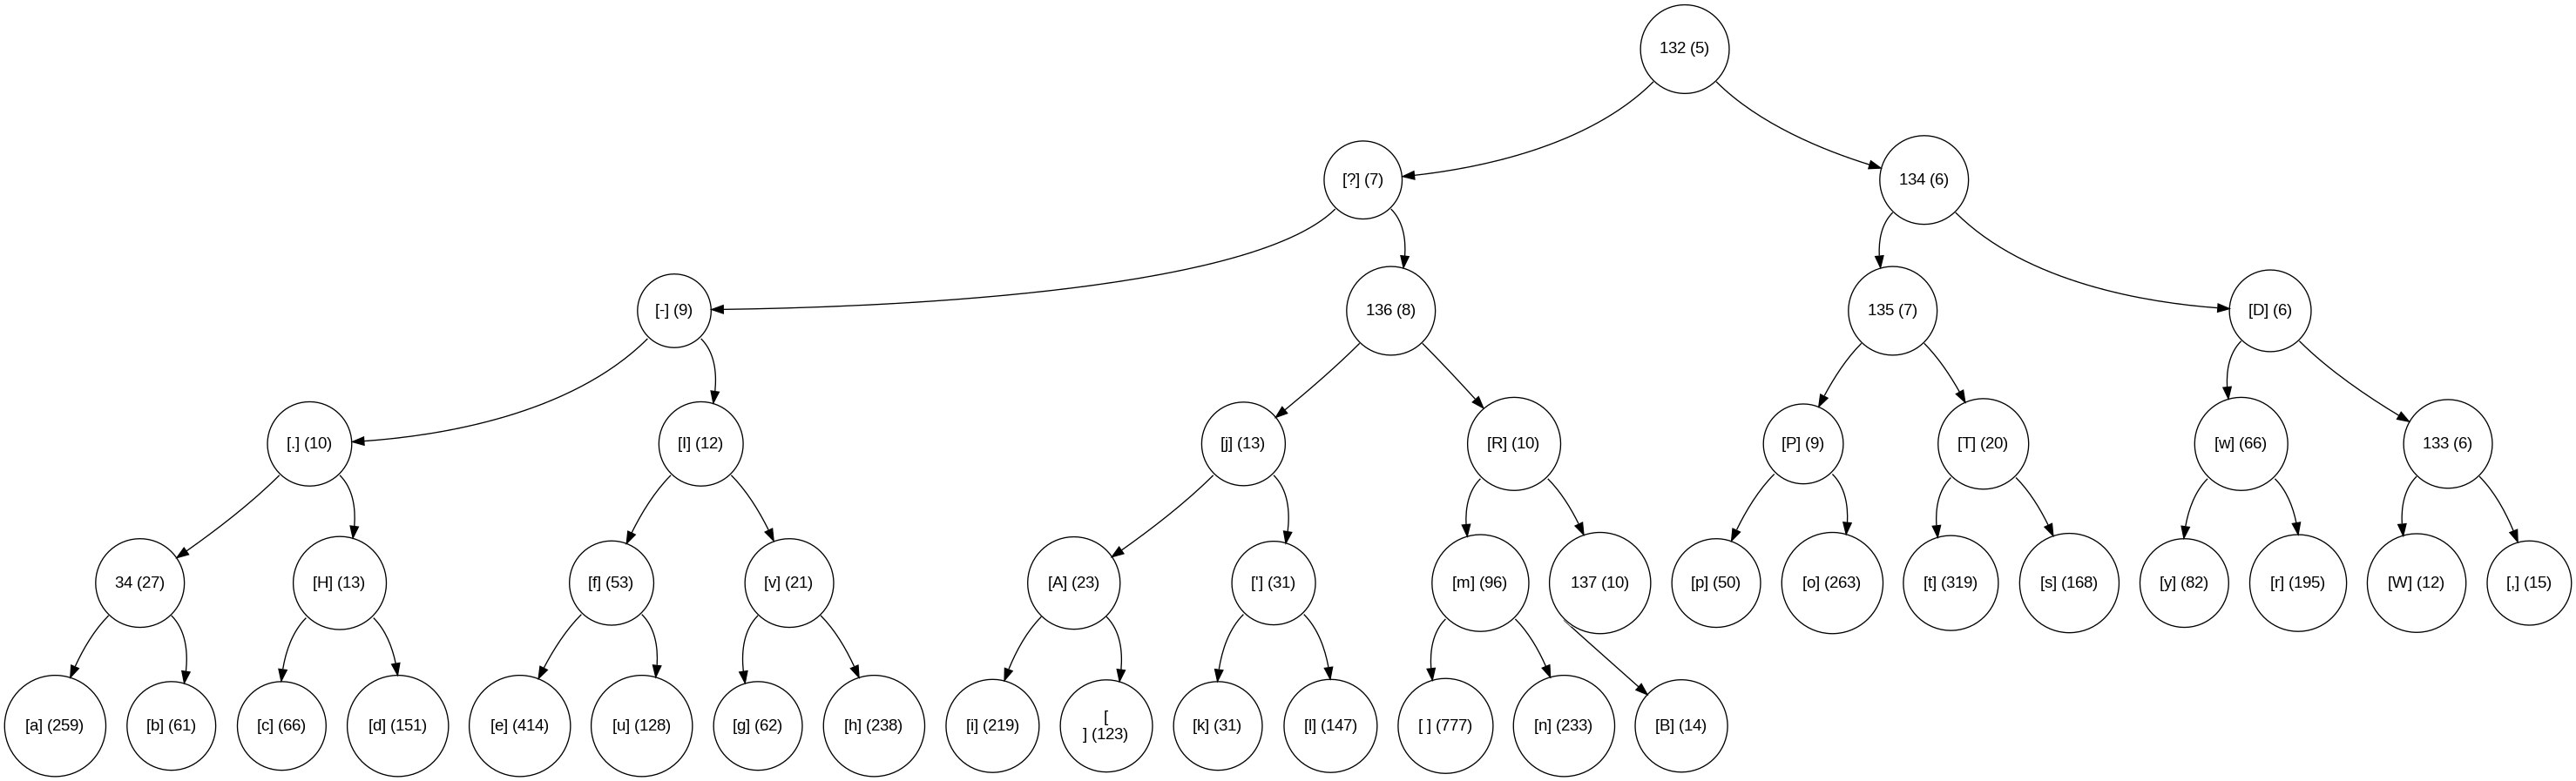 132 (5)
[?] (7)
134 (6)
[-] (9)
136 (8)
135 (7)
[D] (6)
[.] (10)
[I] (12)
[j] (13)
[R] (10)
[P] (9)
[T] (20)
[w] (66)
133 (6)
34 (27)
[H] (13)
[f] (53)
[v] (21)
[A] (23)
['] (31)
[m] (96)
137 (10)
[p] (50)
[o] (263)
[t] (319)
[s] (168)
[y] (82)
[r] (195)
[W] (12)
[,] (15)
[a] (259)
[b] (61)
[c] (66)
[d] (151)
[e] (414)
[u] (128)
[g] (62)
[h] (238)
[i] (219)
[
] (123)
[k] (31)
[l] (147)
[ ] (777)
[n] (233)
[B] (14)